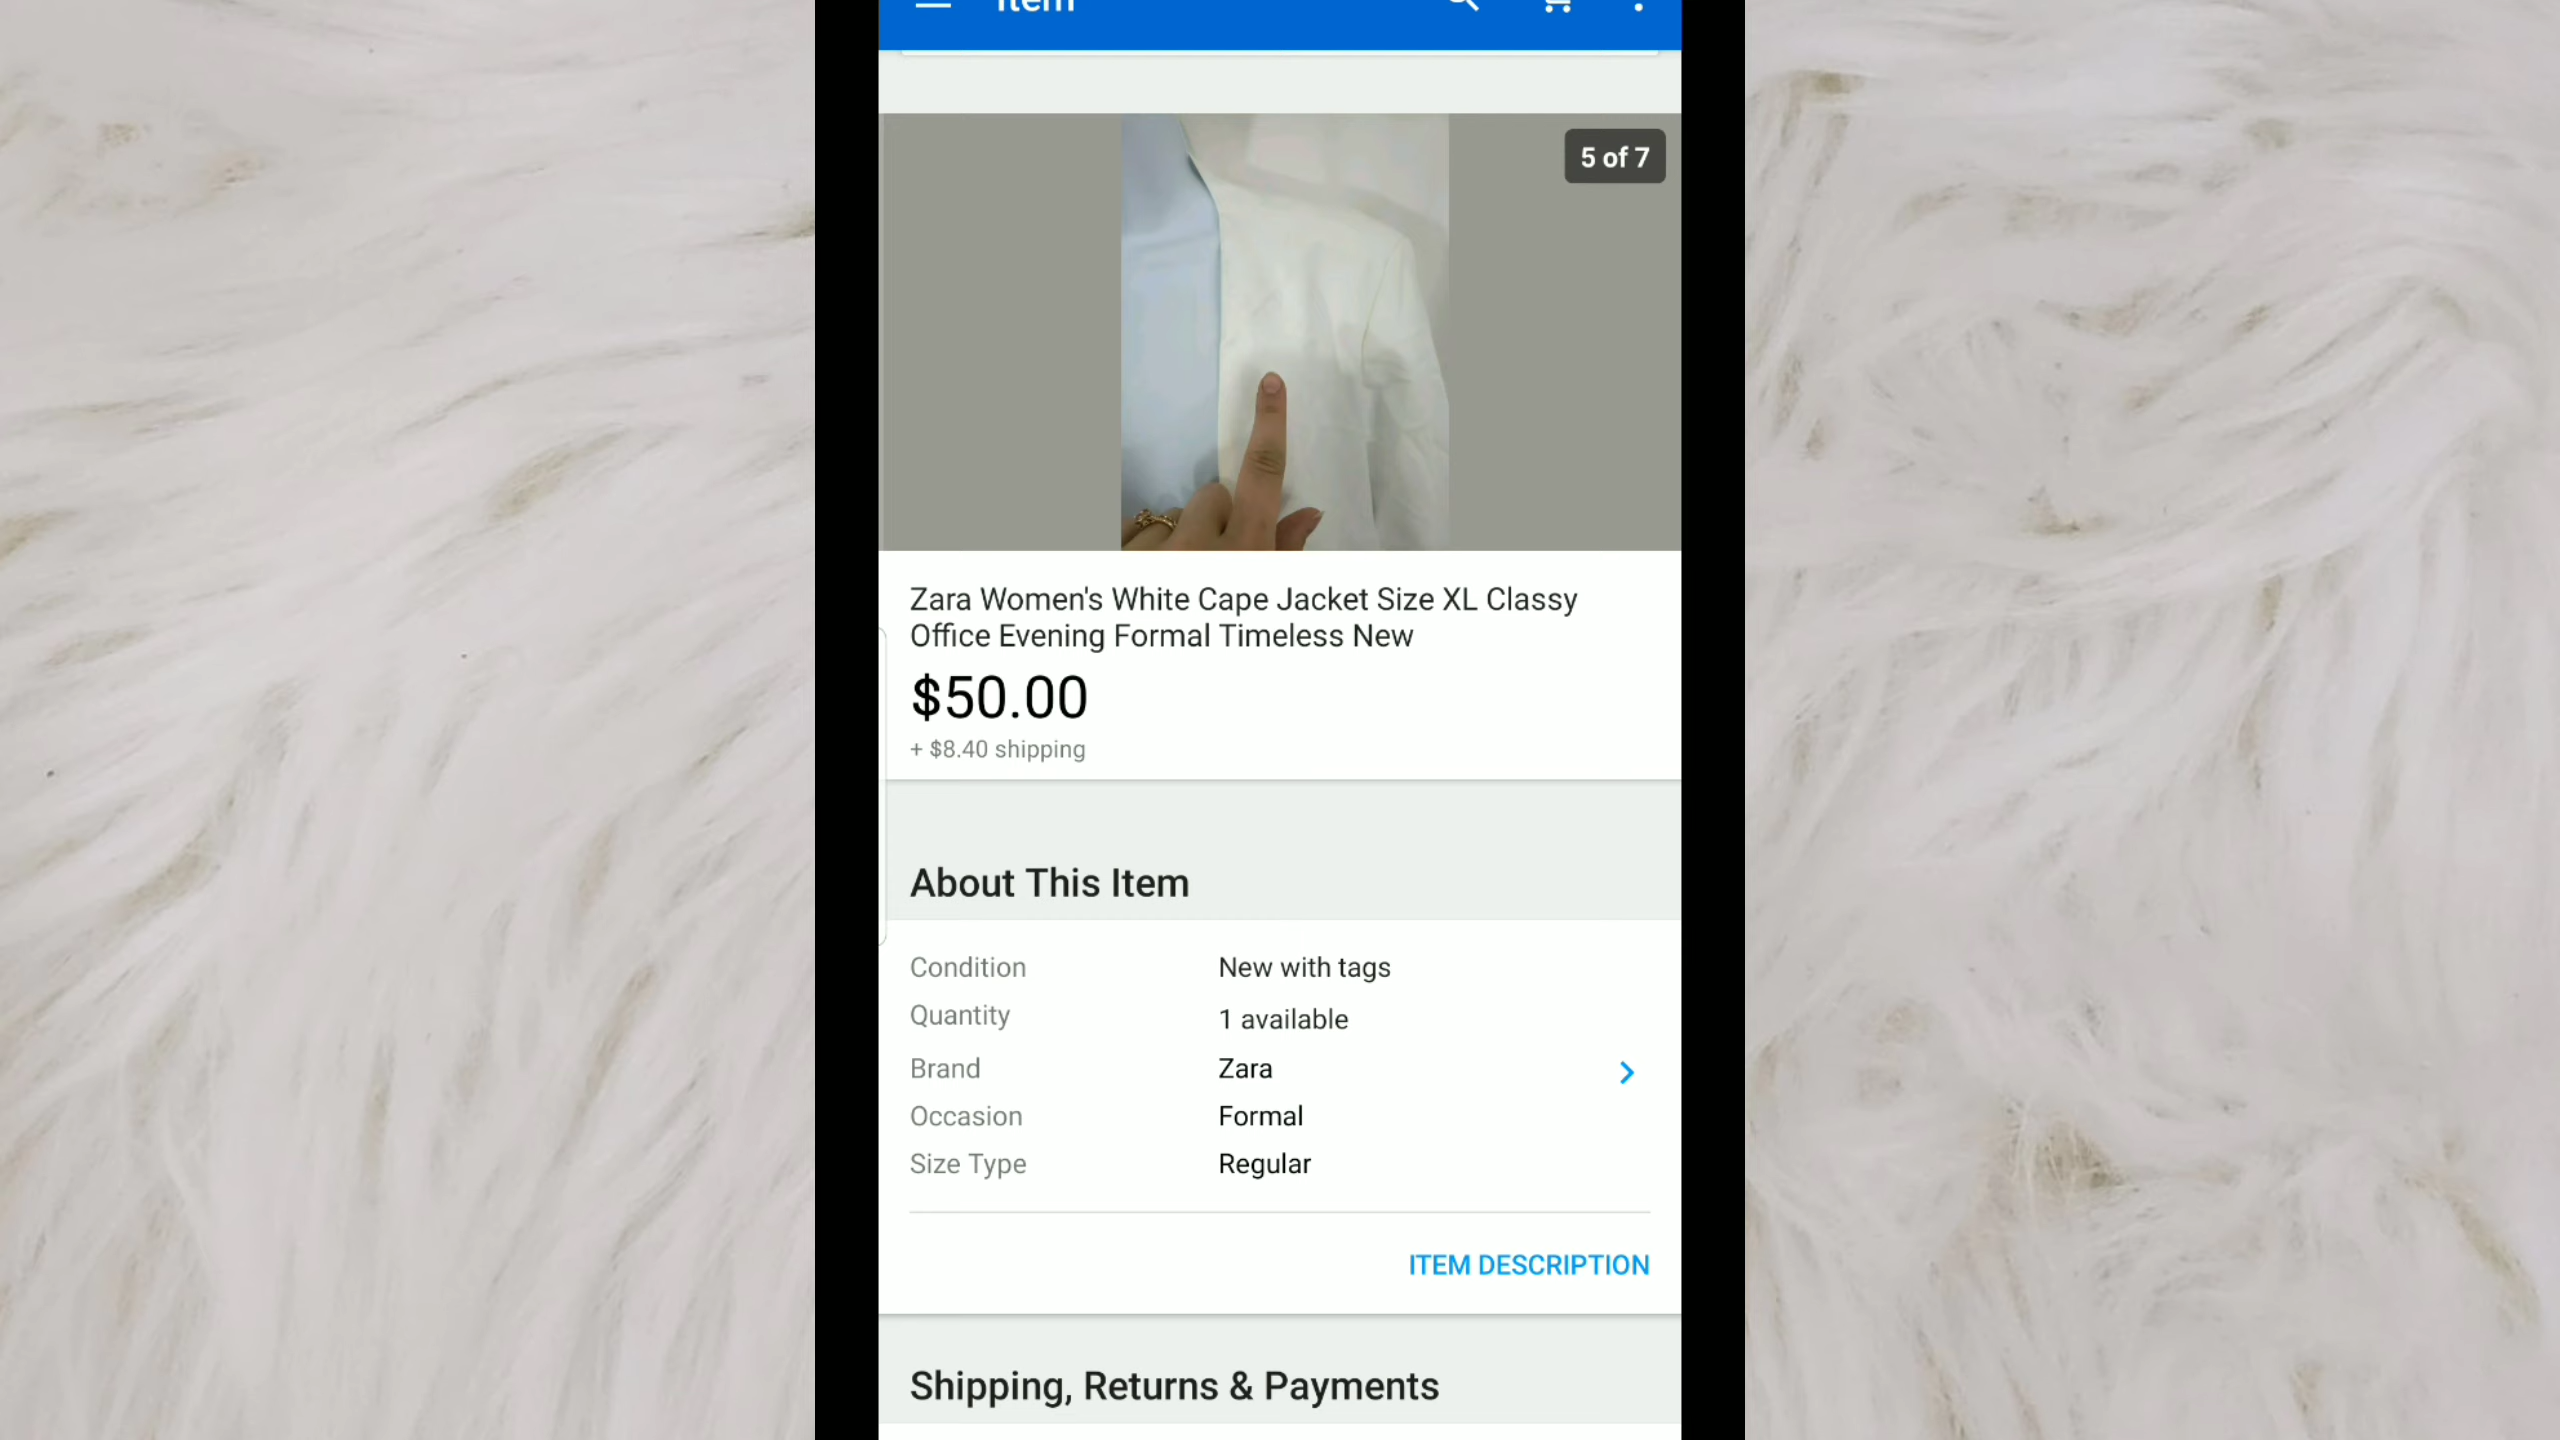 Item
5 of 7
Zara Women's White Cape Jacket Size XL Classy
Office Evening Formal Timeless New
$50.00
+ $8.40 shipping
About This Item
Condition New with tags
Quantity 1 available
Brand Zara
Occasion Formal
Size Type Regular
ITEM DESCRIPTION
Shipping, Returns & Payments